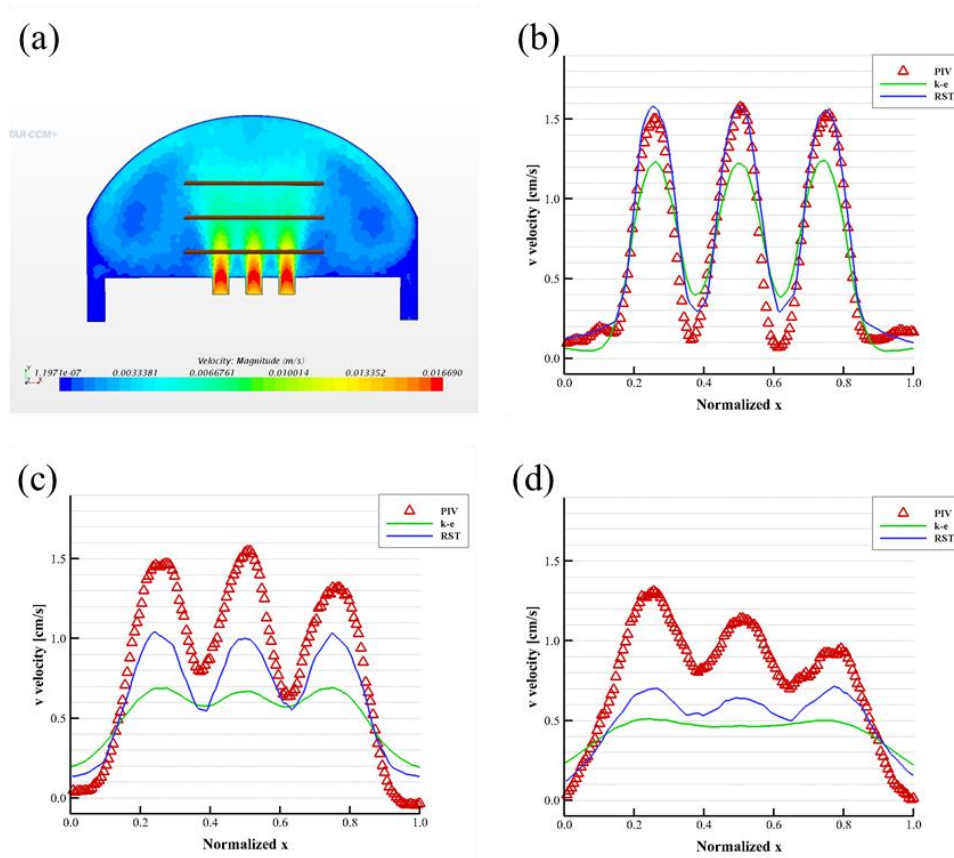 (a)
TAR-CCM+
Velocity: Magnitude (m/s)
1.1971e-07 0.0033381 0.0066761 0.010014 0.013352 0.016690
(b)
PIV
k-e
RST
v velocity [cm/s]
1.5
1.0
0.5
0.0
0.0 0.2 0.4 0.6 0.8 1.0
Normalized x
(c)
PIV
k-e
RST
v velocity [cm/s]
1.5
1.0
0.5
0.0
0.0 0.2 0.4 0.6 0.8 1.0
Normalized x
(d)
PIV
k-e
RST
v velocity [cm/s]
1.5
1.0
0.5
0.0
0.0 0.2 0.4 0.6 0.8 1.0
Normalized x